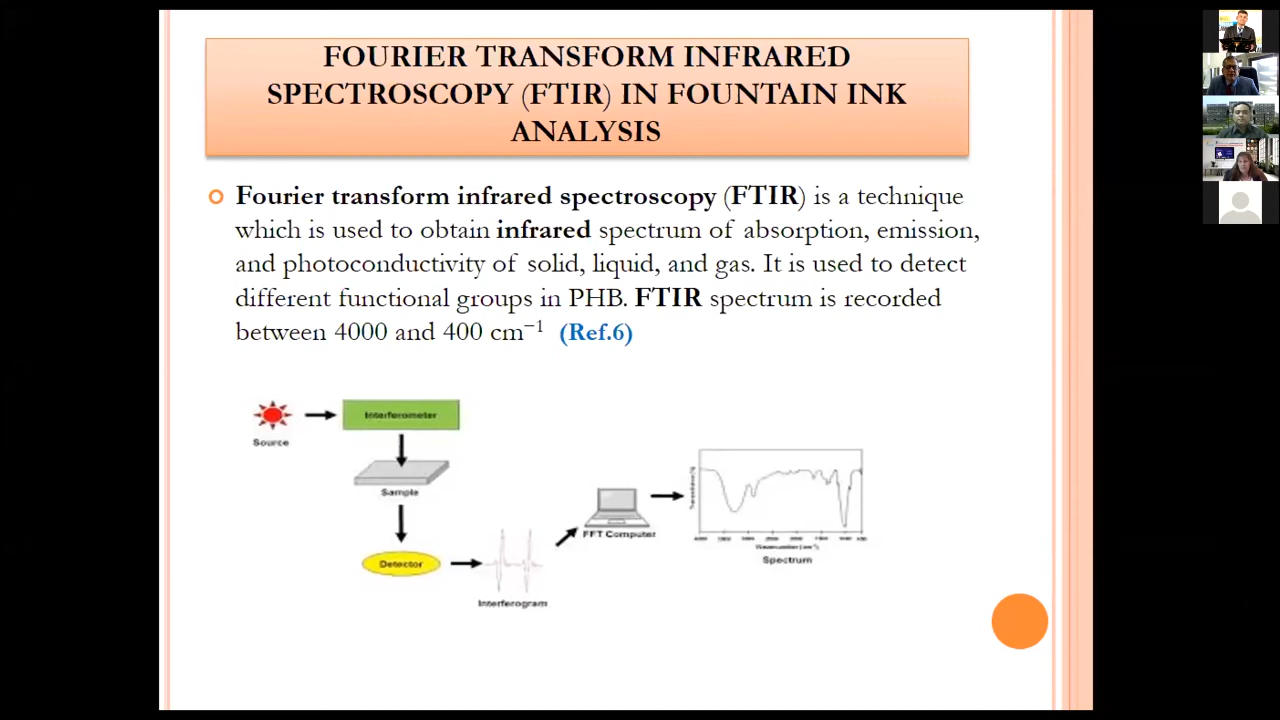 FOURIER TRANSFORM INFRARED
SPECTROSCOPY (FTIR) IN FOUNTAIN INK
ANALYSIS
Fourier transform infrared spectroscopy (FTIR) is a technique
which is used to obtain infrared spectrum of absorption, emission,
and photoconductivity of solid, liquid, and gas. It is used to detect
different functional groups in PHB. FTIR spectrum is recorded
between 4000 and 400 cm−1 (Ref.6)
Source
Interferometer
Sample
Detector
Interferogram
FFT Computer
Spectrum